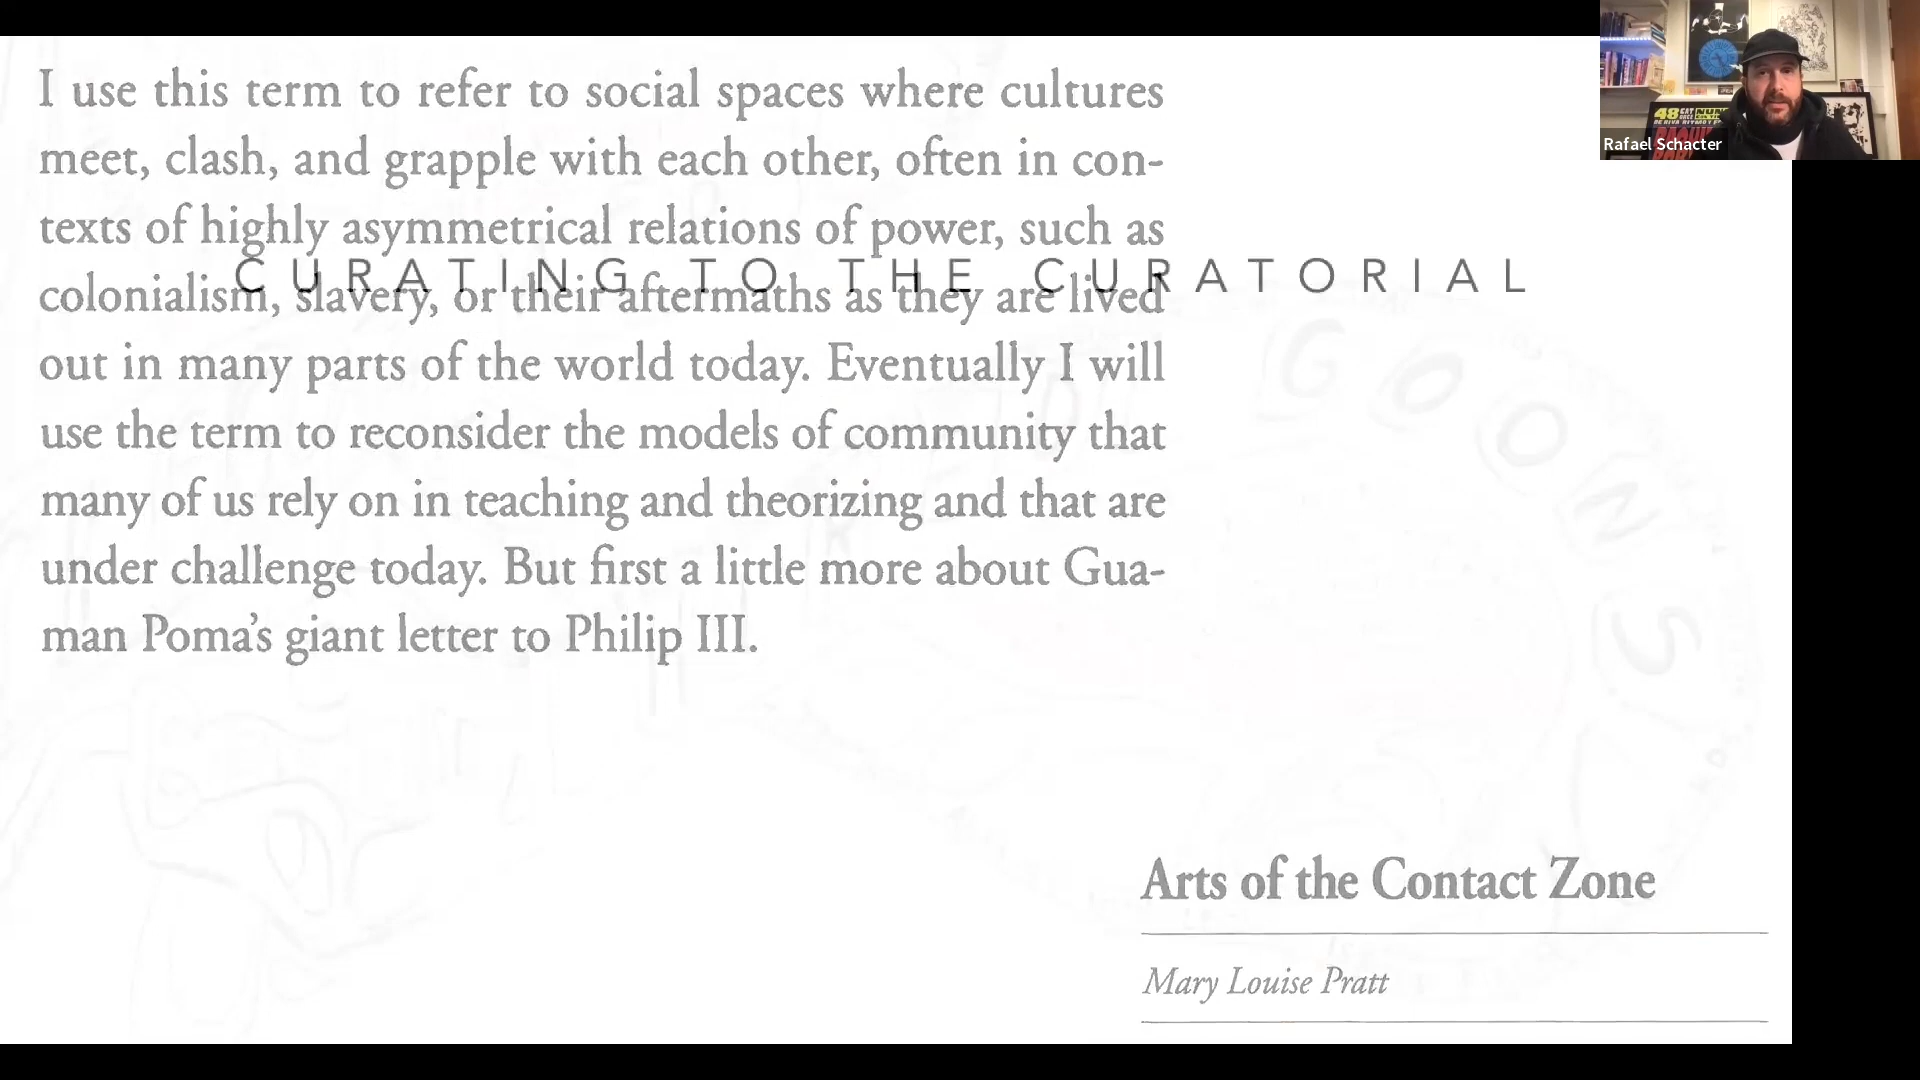 I use this term to refer to social spaces where cultures
meet, clash, and grapple with each other, often in con-
texts of highly asymmetrical relations of power, such as
CURATING TO THE CURATORIAL
colonialism, slavery, or their aftermaths as they are lived
out in many parts of the world today. Eventually I will
use the term to reconsider the models of community that
many of us rely on in teaching and theorizing and that are
under challenge today. But first a little more about Gua-
man Poma's giant letter to Philip III.
GOONS
Arts of the Contact Zone
Mary Louise Pratt
Rafael Schacter
48